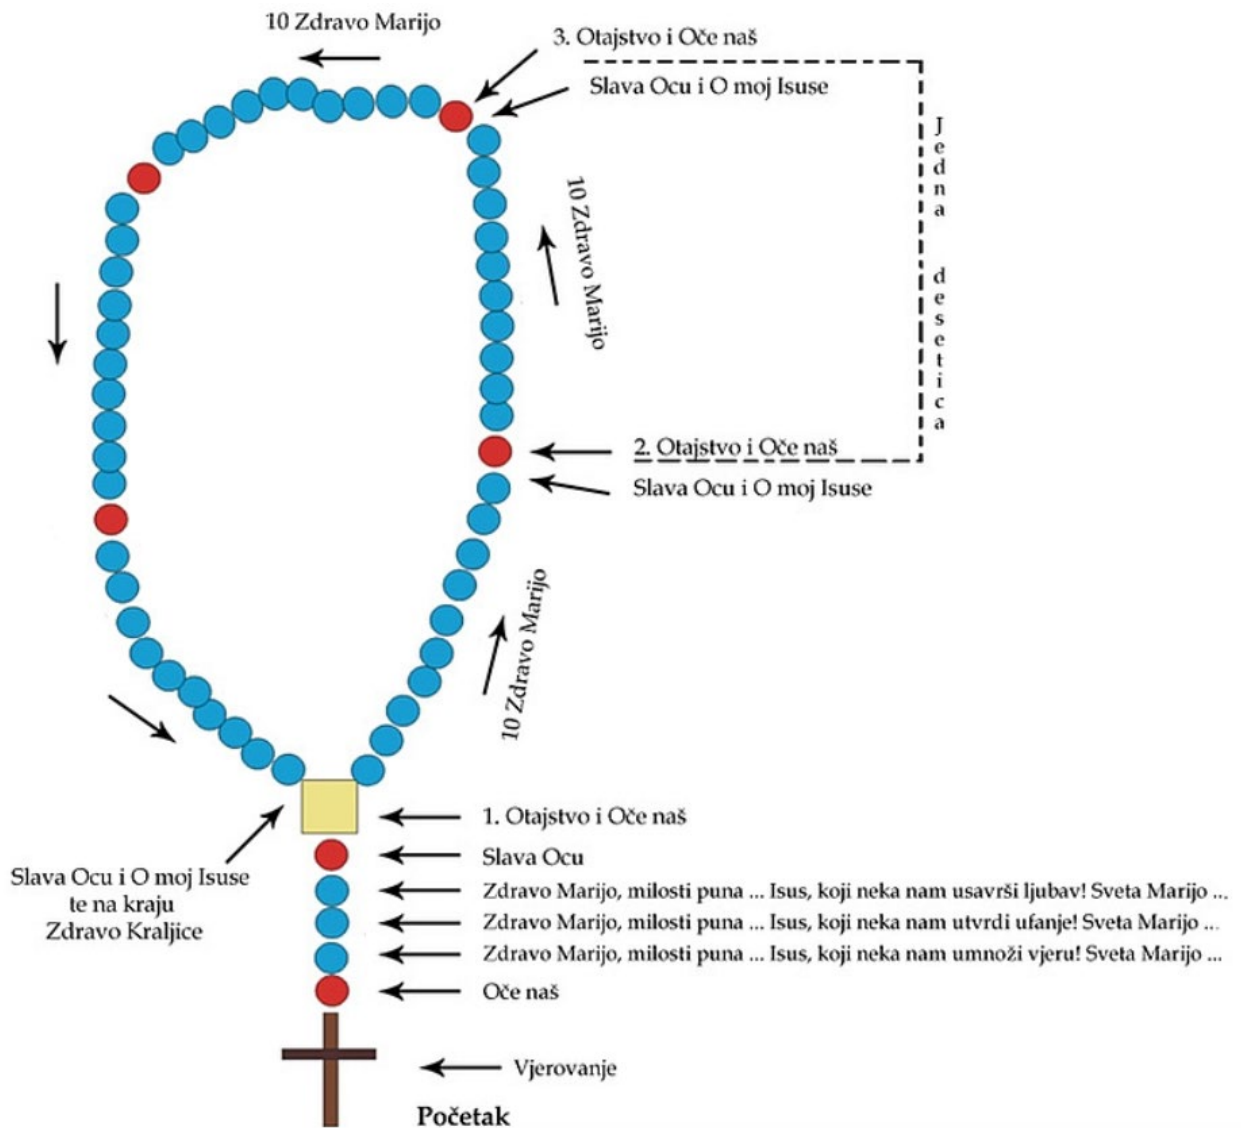 10 Zdravo Marijo
3. Otajstvo i Oče naš
Slava Ocu i O moj Isuse
Jedna desetica
10 Zdravo Marijo
2. Otajstvo i Oče naš
Slava Ocu i O moj Isuse
10 Zdravo Marijo
1. Otajstvo i Oče naš
Slava Ocu
Slava Ocu i O moj Isuse
te na kraju
Zdravo Kraljice
Zdravo Marijo, milosti puna ... Isus, koji neka nam usavrši ljubav! Sveta Marijo ...
Zdravo Marijo, milosti puna ... Isus, koji neka nam utvrdi ufanje! Sveta Marijo ...
Zdravo Marijo, milosti puna ... Isus, koji neka nam umnoži vjeru! Sveta Marijo ...
Oče naš
Vjerovanje
Početak